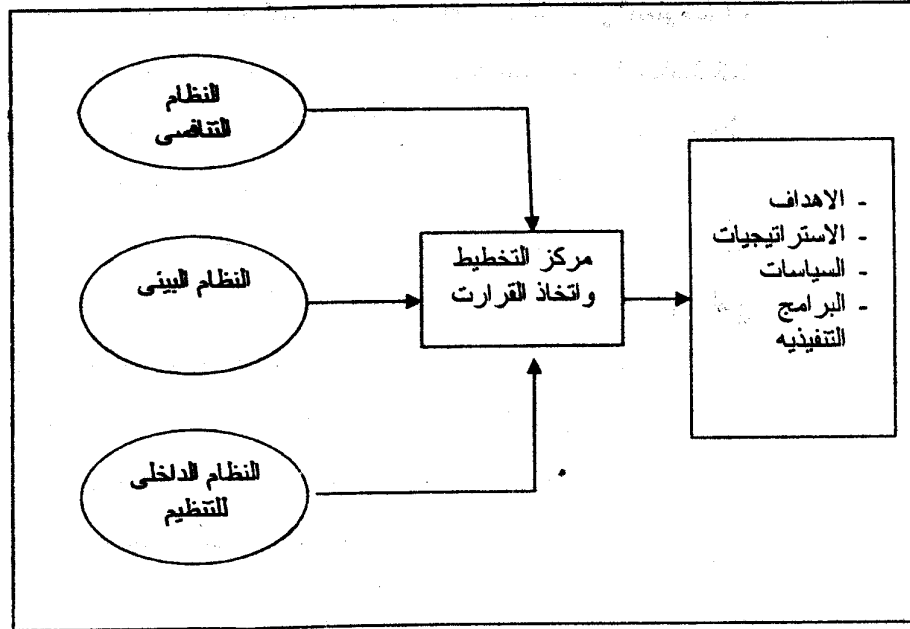 النظام
التنافسى
النظام البيئى
النظام الداخلى
للتنظيم
مركز التخطيط
واتخاذ القرارت
- الاهداف
- الاستراتيجيات
- السياسات
- البرامج
التنفيذيه